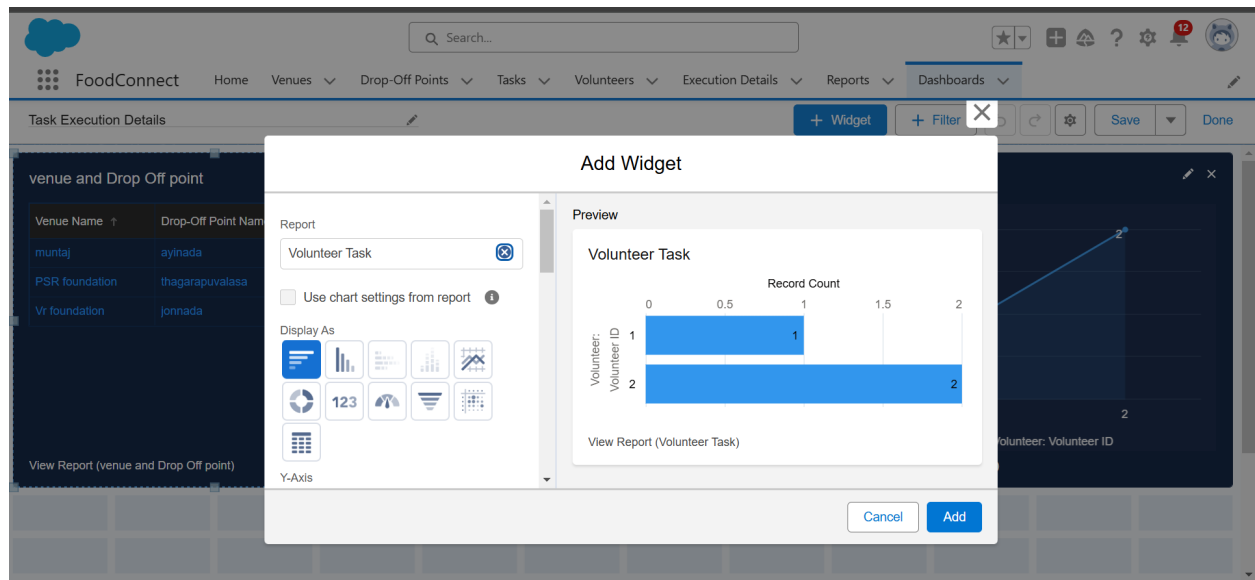 Search...
12
FoodConnect Home Venues Drop-Off Points Tasks Volunteers Execution Details Reports Dashboards
Task Execution Details + Widget + Filter Save Done
venue and Drop Off point
Venue Name ↑ Drop-Off Point Nam
muntaj ayinada
PSR foundation thagarapuvalasa
Vr foundation jonnada
View Report (venue and Drop Off point)
Add Widget
Report
Volunteer Task
Use chart settings from report
Display As
123
Y-Axis
Preview
Volunteer Task
Record Count
0 0.5 1 1.5 2
Volunteer:
Volunteer ID
1 1
2 2
View Report (Volunteer Task)
Cancel Add
2
2
Volunteer: Volunteer ID